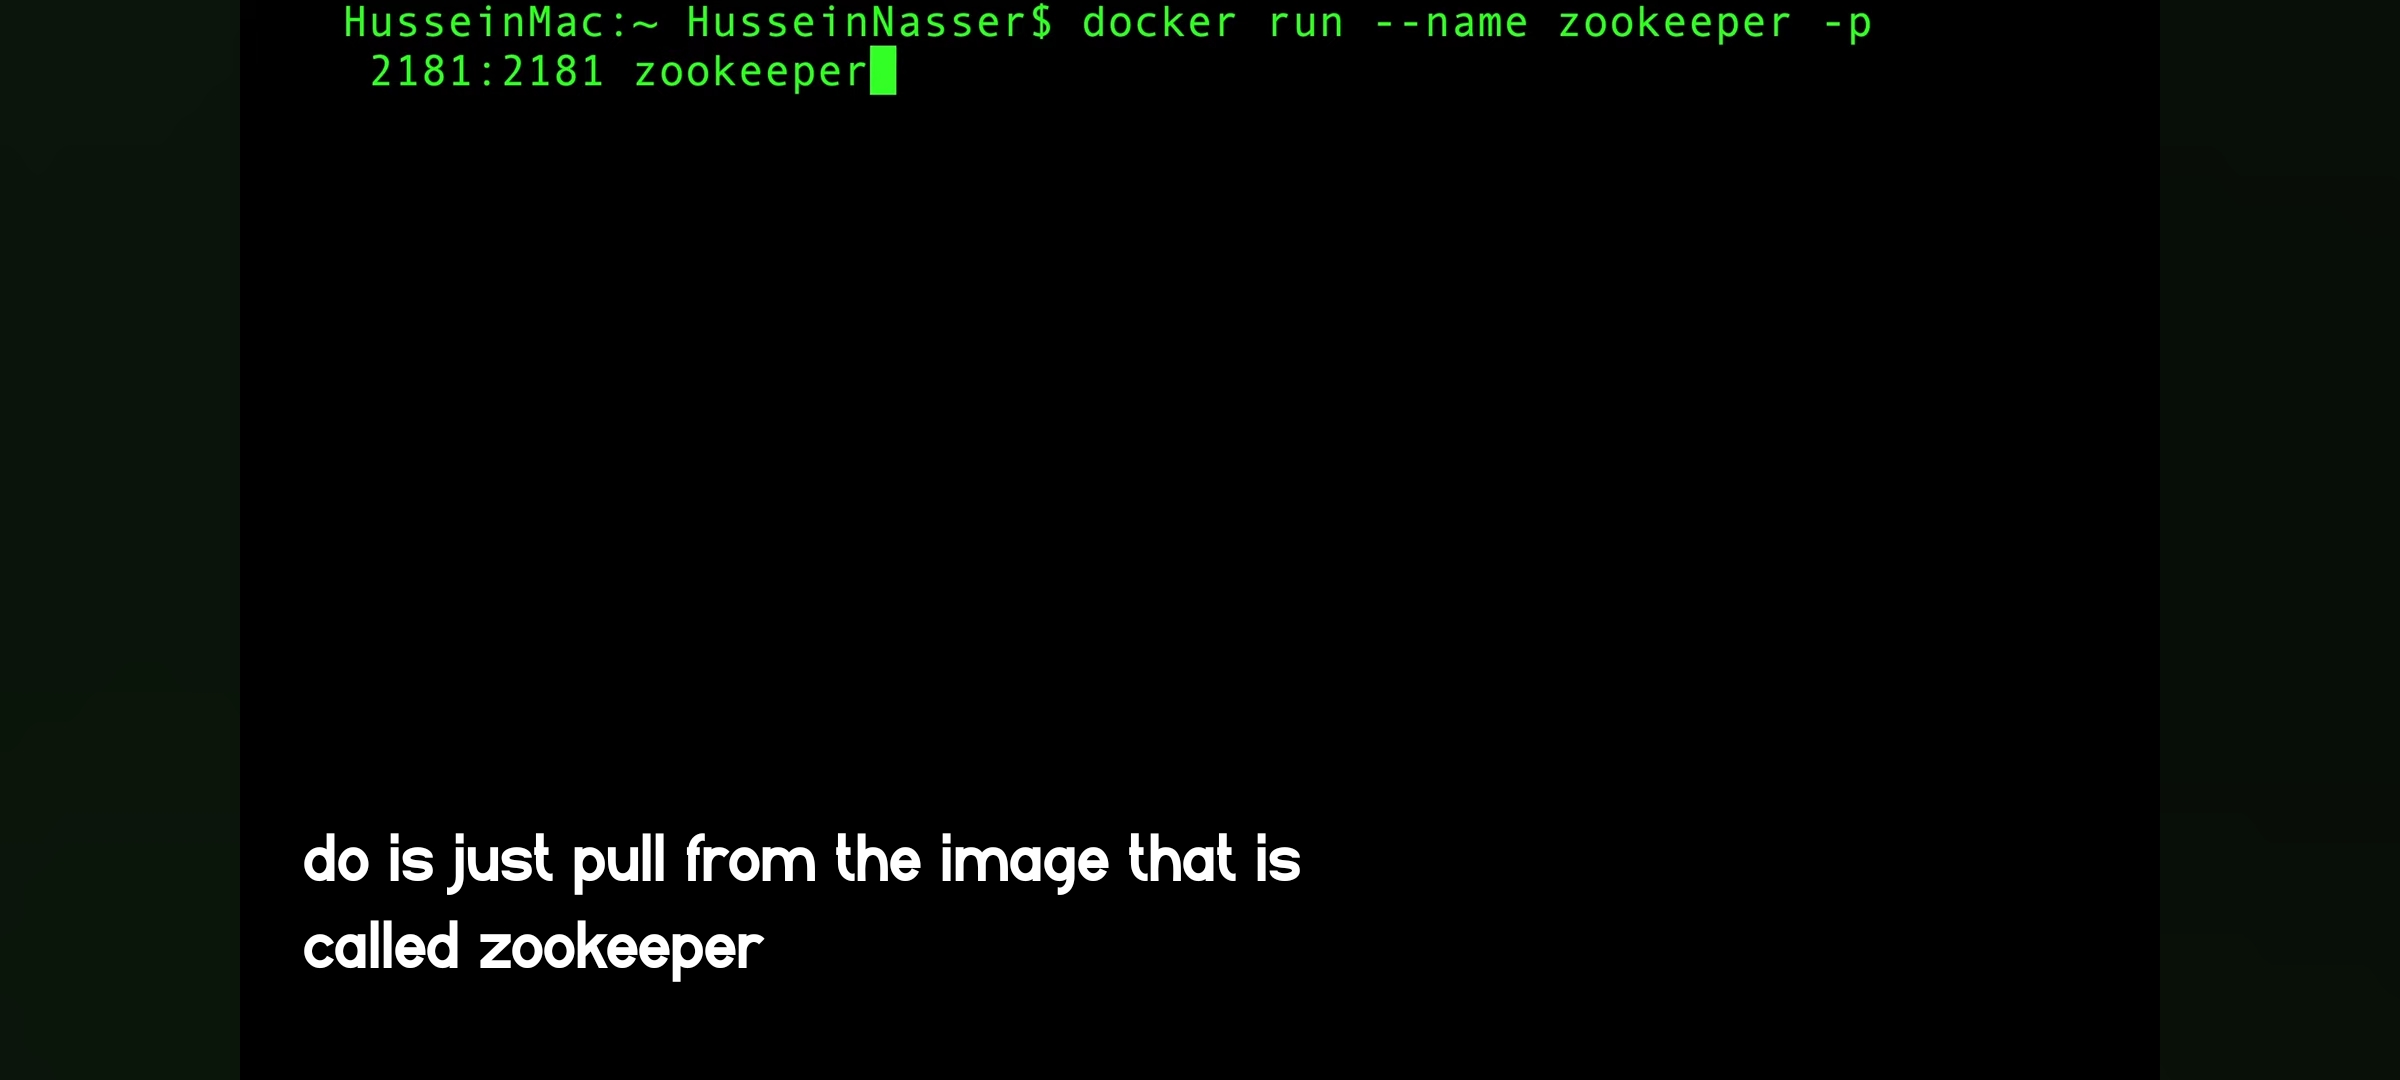 HusseinMac:~ HusseinNasser$ docker run --name zookeeper -p
2181:2181 zookeeper
do is just pull from the image that is
called zookeeper